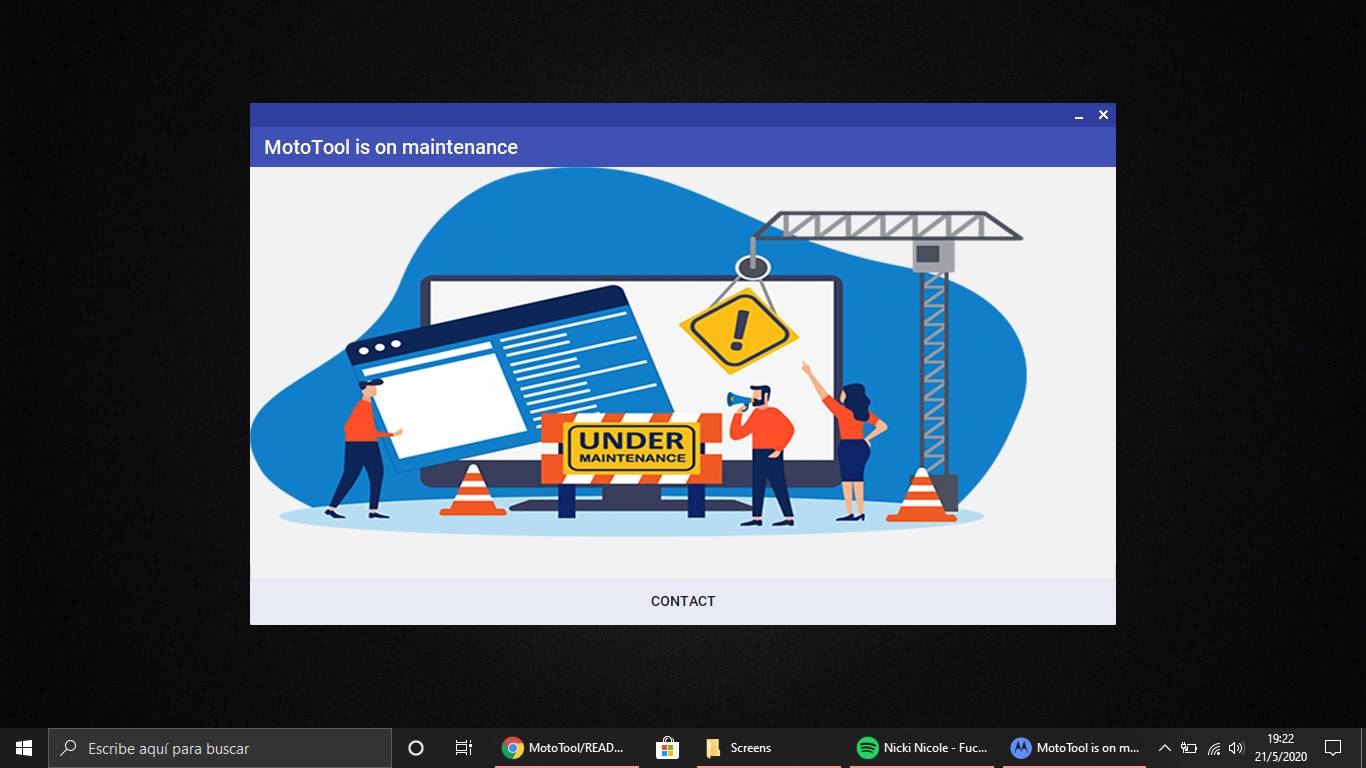 MotoTool is on maintenance
UNDER
MAINTENANCE
CONTACT
Escribe aquí para buscar
MotoTool/READ...
Screens
Nicki Nicole - Fuc...
MotoTool is on m...
19:22
21/5/2020